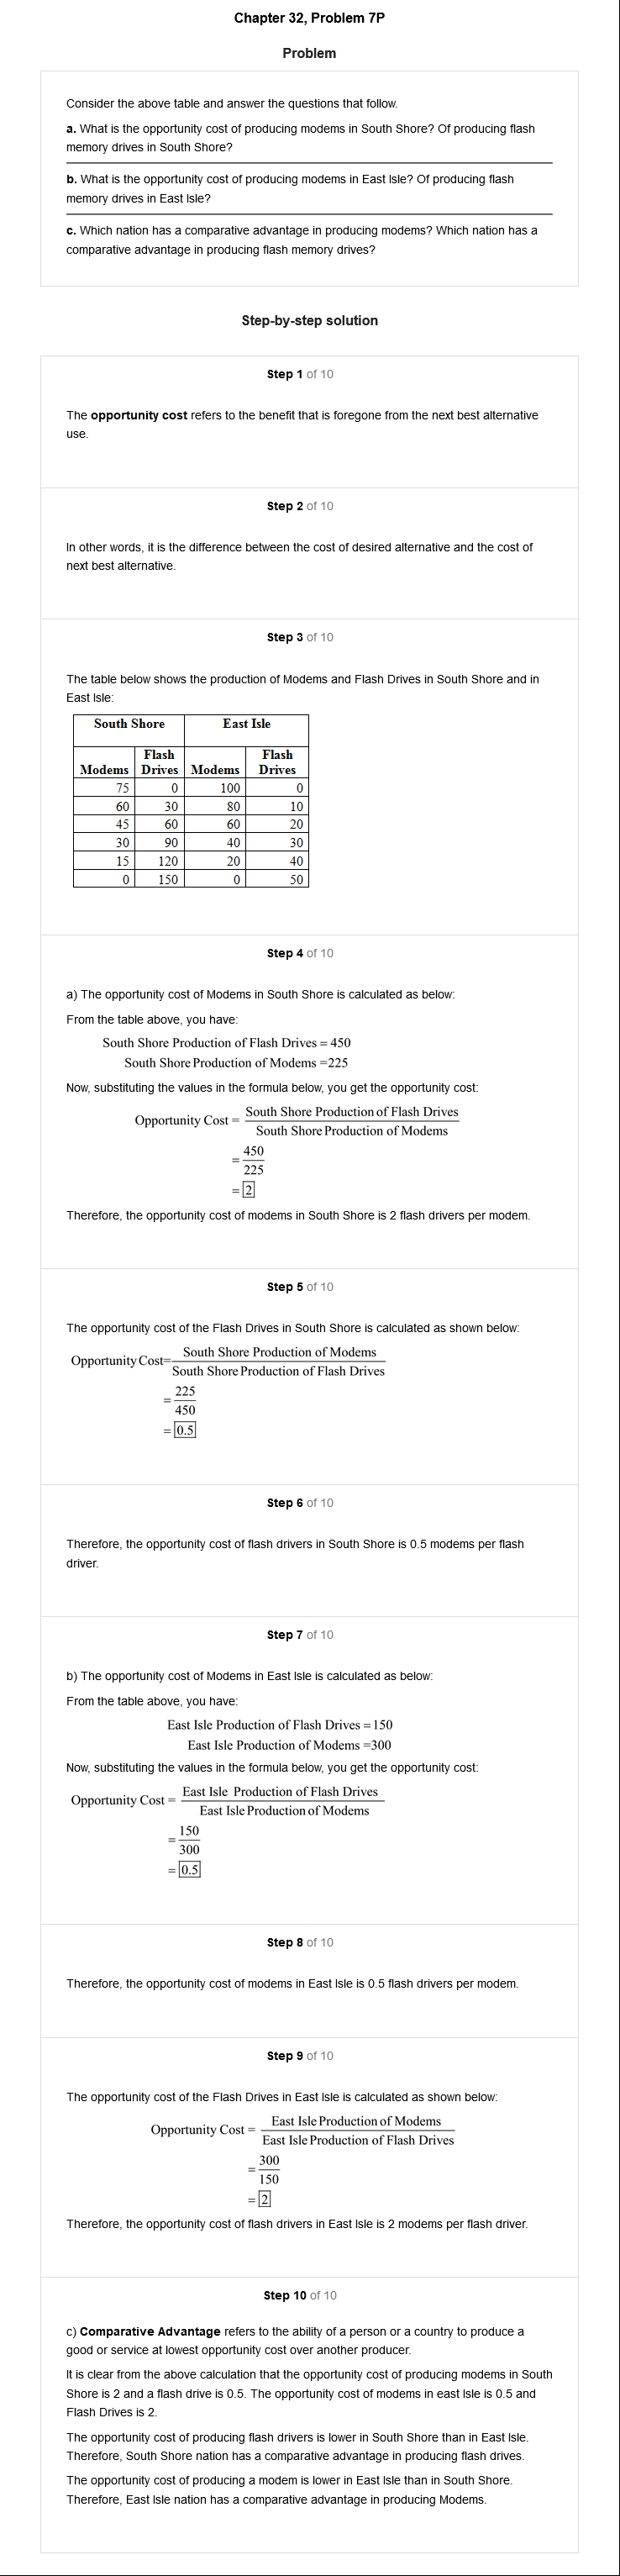 Chapter 32, Problem 7P
Problem
Consider the above table and answer the questions that follow.
a. What is the opportunity cost of producing modems in South Shore? Of producing flash
memory drives in South Shore?
b. What is the opportunity cost of producing modems in East Isle? Of producing flash
memory drives in East Isle?
c. Which nation has a comparative advantage in producing modems? Which nation has a
comparative advantage in producing flash memory drives?
Step-by-step solution
Step 1 of 10
The opportunity cost refers to the benefit that is foregone from the next best alternative
use.
Step 2 of 10
In other words, it is the difference between the cost of desired alternative and the cost of
next best alternative.
Step 3 of 10
The table below shows the production of Modems and Flash Drives in South Shore and in
East Isle:
South Shore East Isle
Flash Flash
Modems Drives Modems Drives
75 0 100 0
60 30 80 10
45 60 60 20
30 90 40 30
15 120 20 40
0 150 0 50
Step 4 of 10
a) The opportunity cost of Modems in South Shore is calculated as below:
From the table above, you have:
South Shore Production of Flash Drives = 450
South Shore Production of Modems =225
Now, substituting the values in the formula below, you get the opportunity cost:
Opportunity Cost = South Shore Production of Flash Drives
South Shore Production of Modems
= 450
225
= 2
Therefore, the opportunity cost of modems in South Shore is 2 flash drivers per modem.
Step 5 of 10
The opportunity cost of the Flash Drives in South Shore is calculated as shown below:
Opportunity Cost= South Shore Production of Modems
South Shore Production of Flash Drives
= 225
450
= 0.5
Step 6 of 10
Therefore, the opportunity cost of flash drivers in South Shore is 0.5 modems per flash
driver.
Step 7 of 10
b) The opportunity cost of Modems in East Isle is calculated as below:
From the table above, you have:
East Isle Production of Flash Drives =150
East Isle Production of Modems =300
Now, substituting the values in the formula below, you get the opportunity cost:
Opportunity Cost = East Isle Production of Flash Drives
East Isle Production of Modems
= 150
300
= 0.5
Step 8 of 10
Therefore, the opportunity cost of modems in East Isle is 0.5 flash drivers per modem.
Step 9 of 10
The opportunity cost of the Flash Drives in East Isle is calculated as shown below:
Opportunity Cost = East Isle Production of Modems
East Isle Production of Flash Drives
= 300
150
= 2
Therefore, the opportunity cost of flash drivers in East Isle is 2 modems per flash driver.
Step 10 of 10
c) Comparative Advantage refers to the ability of a person or a country to produce a
good or service at lowest opportunity cost over another producer.
It is clear from the above calculation that the opportunity cost of producing modems in South
Shore is 2 and a flash drive is 0.5. The opportunity cost of modems in east Isle is 0.5 and
Flash Drives is 2.
The opportunity cost of producing flash drivers is lower in South Shore than in East Isle.
Therefore, South Shore nation has a comparative advantage in producing flash drives.
The opportunity cost of producing a modem is lower in East Isle than in South Shore.
Therefore, East Isle nation has a comparative advantage in producing Modems.